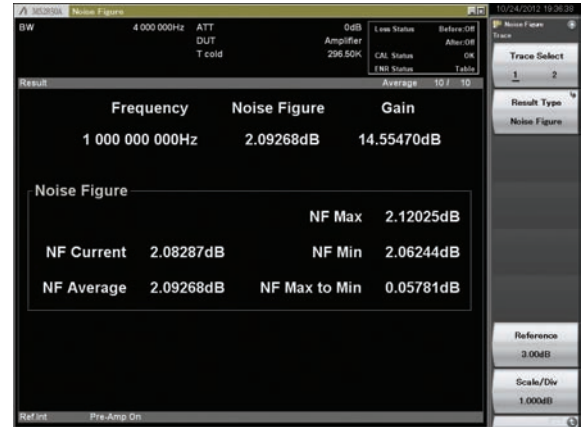 MS2830A Noise Figure
10/24/2012 19:36:38
BW 4 000 000Hz ATT 0dB Loss Status Before:Off
DUT Amplifier After:Off
T cold 296.50K CAL Status OK
ENR Status Table
Result Average 10 / 10
Frequency Noise Figure Gain
1 000 000 000Hz 2.09268dB 14.55470dB
Noise Figure
NF Max 2.12025dB
NF Current 2.08287dB NF Min 2.06244dB
NF Average 2.09268dB NF Max to Min 0.05781dB
Ref.Int Pre-Amp On
Noise Figure
Trace
Trace Select
1 2
Result Type
Noise Figure
Reference
3.00dB
Scale/Div
1.000dB